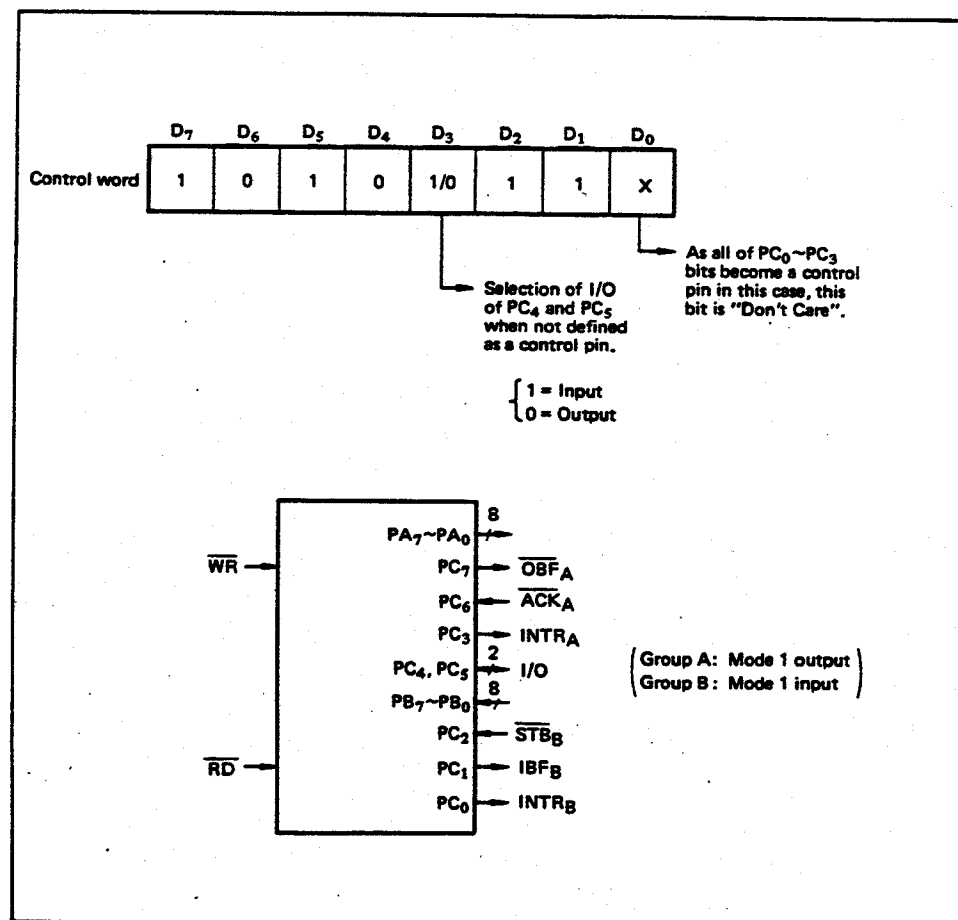 D7 D6 D5 D4 D3 D2 D1 D0
Control word 1 0 1 0 1/0 1 1 X
As all of PC0~PC3
bits become a control
pin in this case, this
bit is "Don't Care".
Selection of I/O
of PC4 and PC5
when not defined
as a control pin.
1 = Input
0 = Output
8
PA7~PA0
WR
PC7 OBFA
PC6 ACKA
PC3 INTRA
2
PC4, PC5 I/O
8
PB7~PB0
PC2 STBB
RD
PC1 IBFB
PC0 INTRB
(Group A: Mode 1 output
Group B: Mode 1 input)